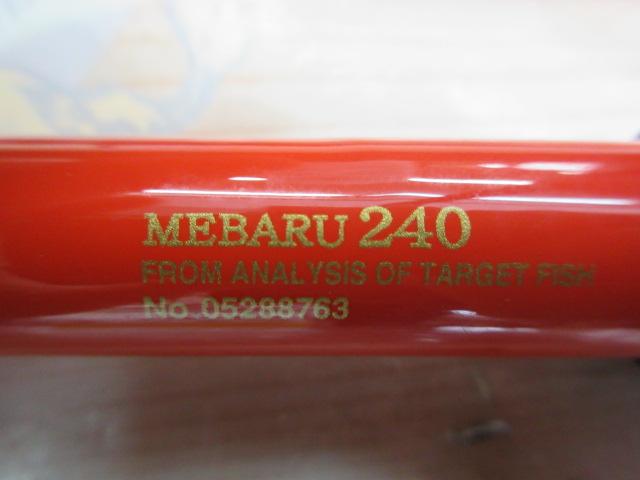 MEBARU 240
FROM ANALYSIS OF TARGET FISH
No. 05288763